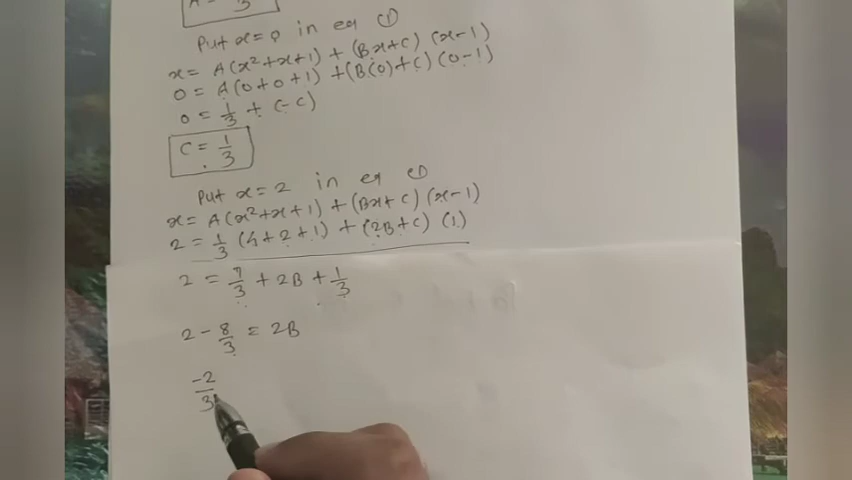 Put x=0 in eq ①
x = A(x²+x+1) + (Bx+C) (x-1)
0 = A(0+0+1) + (B(0)+C) (0-1)
0 = 1/3 + (-C)
C = 1/3
Put x = 2 in eq ①
x = A(x²+x+1) + (Bx+C) (x-1)
2 = 1/3 (4+2+1) + (2B+C) (1)
2 = 7/3 + 2B + 1/3
2 - 8/3 = 2B
-2/3